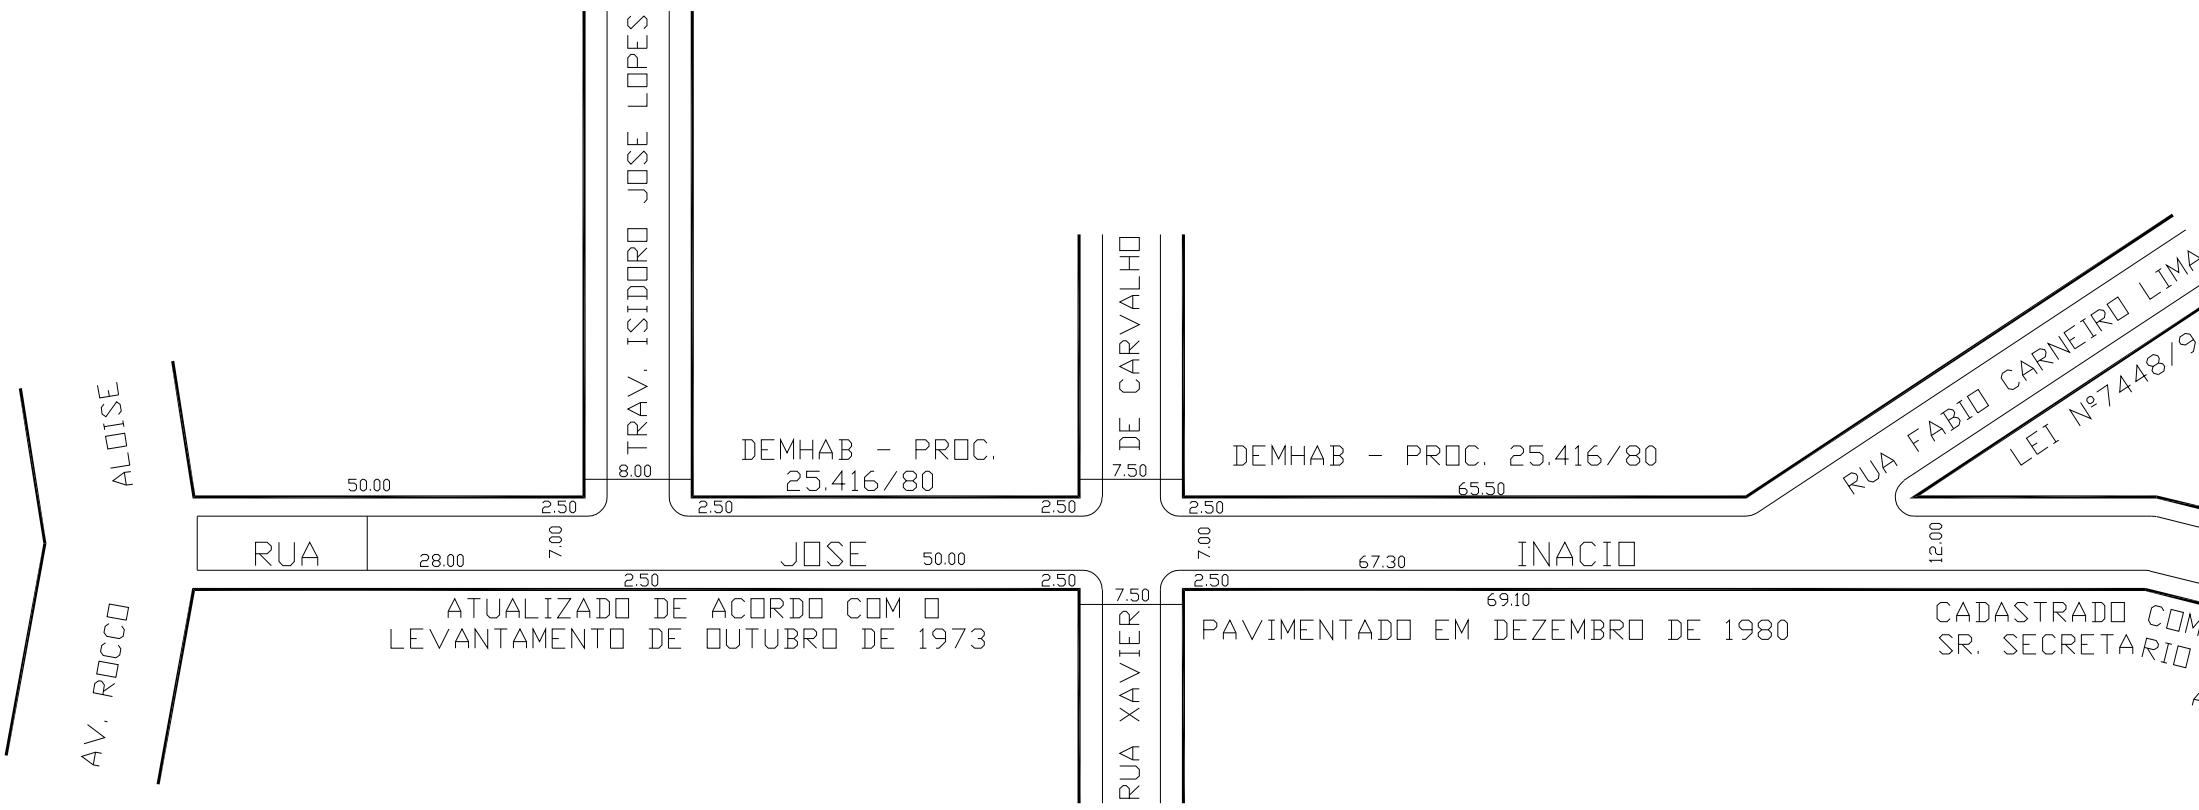 TRAV. ISIDORO JOSE LOPES
DE CARVALHO
ALOISE
DEMHAB - PROC.
25.416/80
DEMHAB - PROC. 25.416/80
RUA FABIO CARNEIRO LIMA
LEI Nº7448/9
50.00
8.00
7.50
65.50
2.50
2.50
2.50
2.50
7.00
7.00
12.00
RUA JOSE INACIO
28.00
50.00
67.30
2.50
2.50
2.50
7.50
69.10
ATUALIZADO DE ACORDO COM O
LEVANTAMENTO DE OUTUBRO DE 1973
PAVIMENTADO EM DEZEMBRO DE 1980
CADASTRADO COM
SR. SECRETARIO
AV. ROCCO
RUA XAVIER